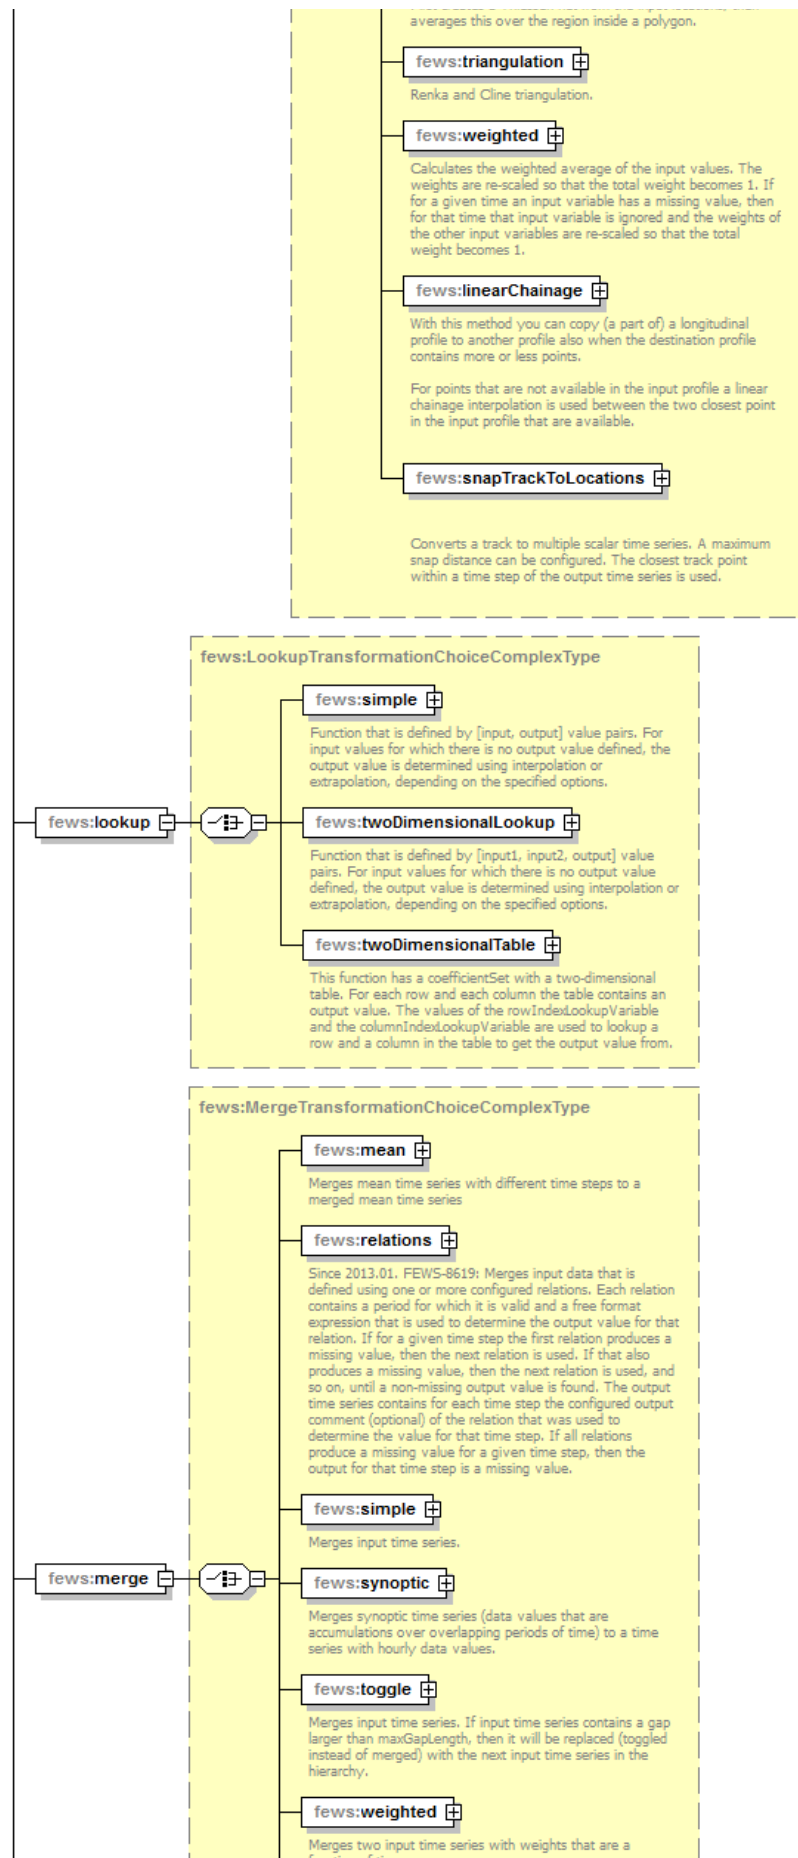 averages this over the region inside a polygon.
fews:triangulation
Renka and Cline triangulation.
fews:weighted
Calculates the weighted average of the input values. The
weights are re-scaled so that the total weight becomes 1. If
for a given time an input variable has a missing value, then
for that time that input variable is ignored and the weights of
the other input variables are re-scaled so that the total
weight becomes 1.
fews:linearChainage
With this method you can copy (a part of) a longitudinal
profile to another profile also when the destination profile
contains more or less points.
For points that are not available in the input profile a linear
chainage interpolation is used between the two closest point
in the input profile that are available.
fews:snapTrackToLocations
Converts a track to multiple scalar time series. A maximum
snap distance can be configured. The closest track point
within a time step of the output time series is used.
fews:LookupTransformationChoiceComplexType
fews:simple
Function that is defined by [input, output] value pairs. For
input values for which there is no output value defined, the
output value is determined using interpolation or
extrapolation, depending on the specified options.
fews:lookup
fews:twoDimensionalLookup
Function that is defined by [input1, input2, output] value
pairs. For input values for which there is no output value
defined, the output value is determined using interpolation or
extrapolation, depending on the specified options.
fews:twoDimensionalTable
This function has a coefficientSet with a two-dimensional
table. For each row and each column the table contains an
output value. The values of the rowIndexLookupVariable
and the columnIndexLookupVariable are used to lookup a
row and a column in the table to get the output value from.
fews:MergeTransformationChoiceComplexType
fews:mean
Merges mean time series with different time steps to a
merged mean time series
fews:relations
Since 2013.01. FEWS-8619: Merges input data that is
defined using one or more configured relations. Each relation
contains a period for which it is valid and a free format
expression that is used to determine the output value for that
relation. If for a given time step the first relation produces a
missing value, then the next relation is used. If that also
produces a missing value, then the next relation is used, and
so on, until a non-missing output value is found. The output
time series contains for each time step the configured output
comment (optional) of the relation that was used to
determine the value for that time step. If all relations
produce a missing value for a given time step, then the
output for that time step is a missing value.
fews:simple
Merges input time series.
fews:merge
fews:synoptic
Merges synoptic time series (data values that are
accumulations over overlapping periods of time) to a time
series with hourly data values.
fews:toggle
Merges input time series. If input time series contains a gap
larger than maxGapLength, then it will be replaced (toggled
instead of merged) with the next input time series in the
hierarchy.
fews:weighted
Merges two input time series with weights that are a